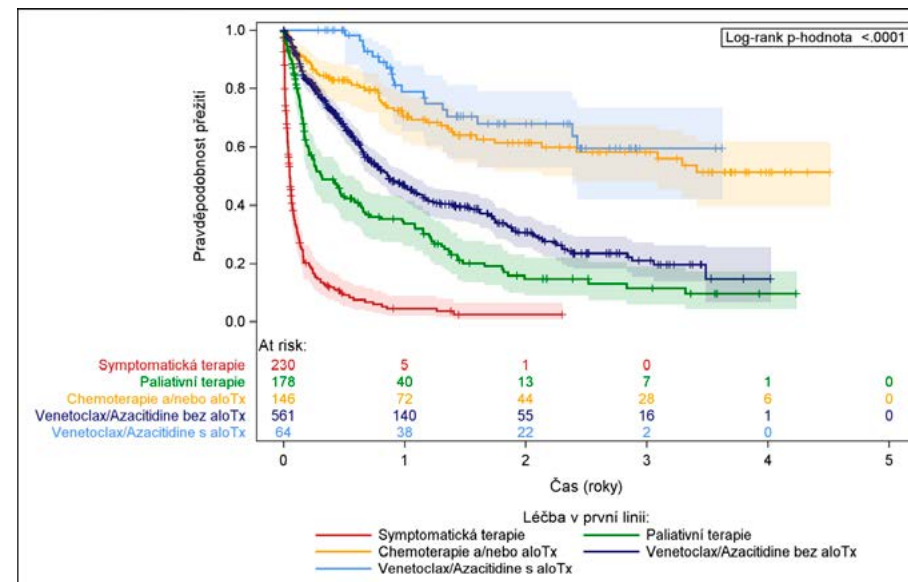 Log-rank p-hodnota <.0001
Pravděpodobnost přežití
1.0
0.8
0.6
0.4
0.2
0.0
At risk:
Symptomatická terapie 230 5 1 0
Paliativní terapie 178 40 13 7 1 0
Chemoterapie a/nebo aloTx 146 72 44 28 6 0
Venetoclax/Azacitidine bez aloTx 561 140 55 16 1 0
Venetoclax/Azacitidine s aloTx 64 38 22 2 0
0 1 2 3 4 5
Čas (roky)
Léčba v první linii:
Symptomatická terapie Paliativní terapie
Chemoterapie a/nebo aloTx Venetoclax/Azacitidine bez aloTx
Venetoclax/Azacitidine s aloTx